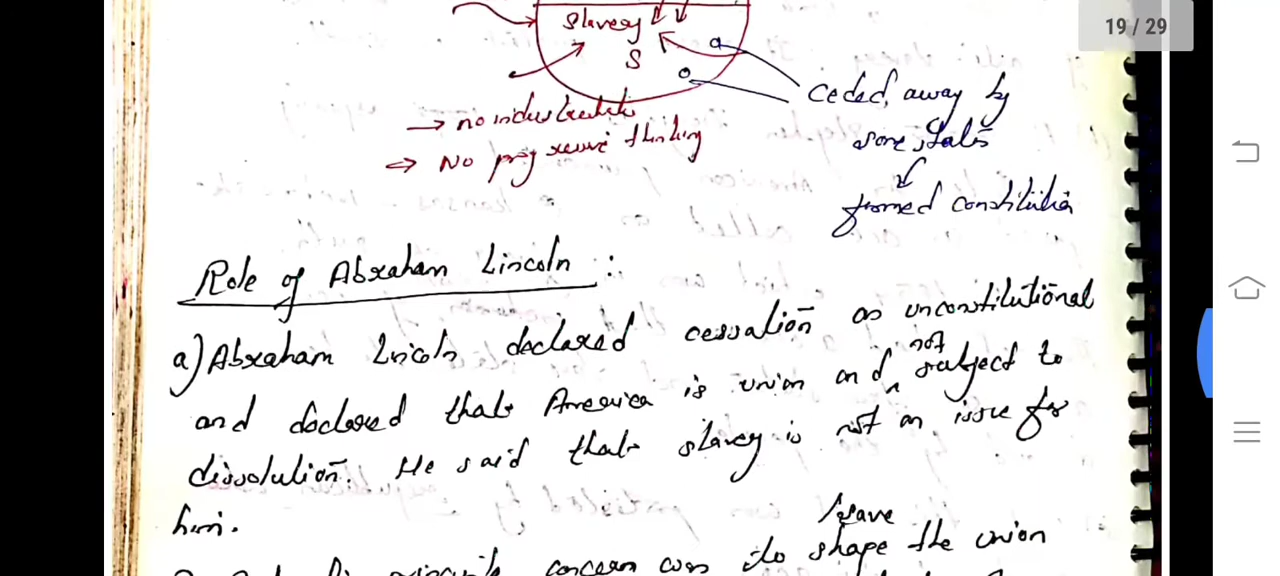 19 / 29
slavery
S
→ no industrial
⇒ No progressive thinking
ceded away by
some states
formed constitution
Role of Abraham Lincoln :
a) Abraham Lincoln declared cessation as unconstitutional
not
and declared that America is union and ^ subject to
dissolution. He said that slavery is not an issue for
him.
/save
concern was to shape the union